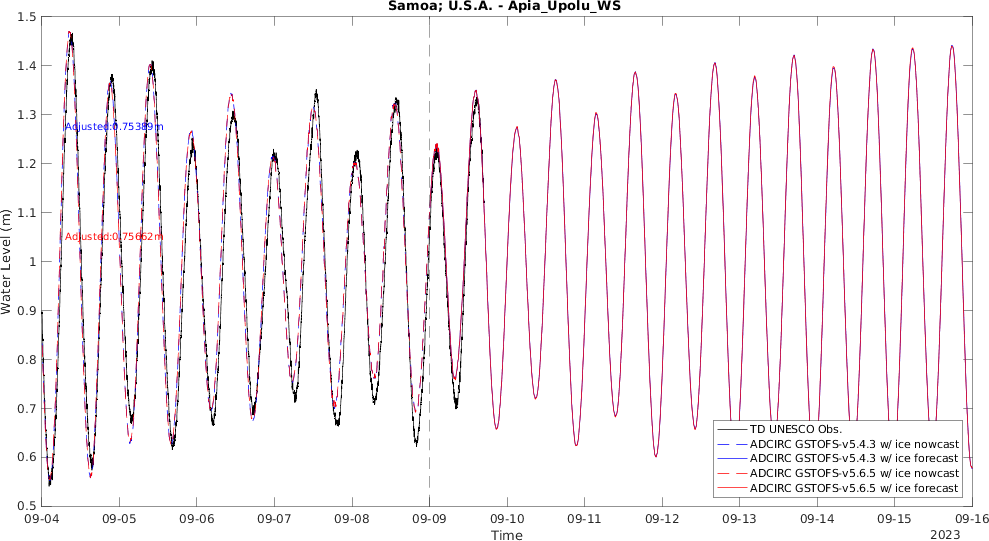 Samoa; U.S.A. - Apia_Upolu_WS
1.5
1.4
1.3
1.2
1.1
1
0.9
0.8
0.7
0.6
0.5
Water Level (m)
Adjusted:0.75389m
Adjusted:0.75662m
TD UNESCO Obs.
ADCIRC GSTOFS-v5.4.3 w/ ice nowcast
ADCIRC GSTOFS-v5.4.3 w/ ice forecast
ADCIRC GSTOFS-v5.6.5 w/ ice nowcast
ADCIRC GSTOFS-v5.6.5 w/ ice forecast
09-04 09-05 09-06 09-07 09-08 09-09 09-10 09-11 09-12 09-13 09-14 09-15 09-16
Time
2023